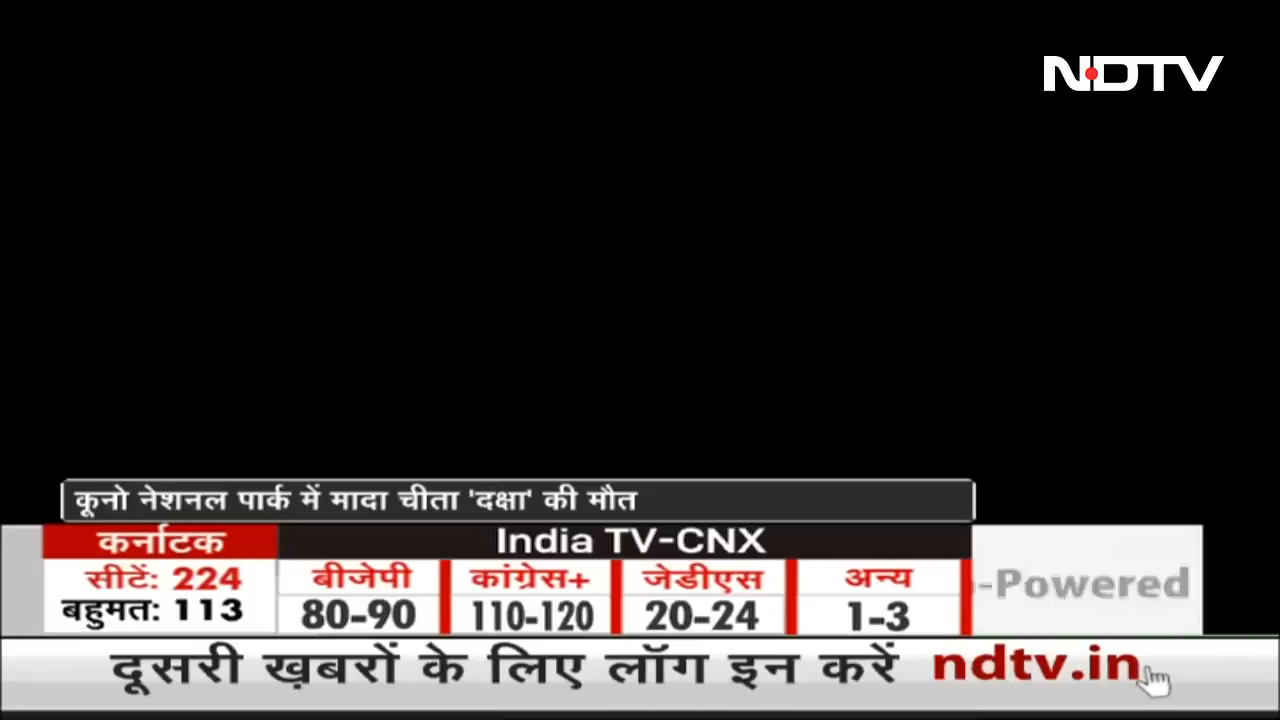 NDTV
कूनो नेशनल पार्क में मादा चीता 'दक्षा' की मौत
कर्नाटक
India TV-CNX
सीटें: 224
बहुमत: 113
बीजेपी
कांग्रेस+
जेडीएस
अन्य
80-90
110-120
20-24
1-3
-Powered
दूसरी ख़बरों के लिए लॉग इन करें ndtv.in